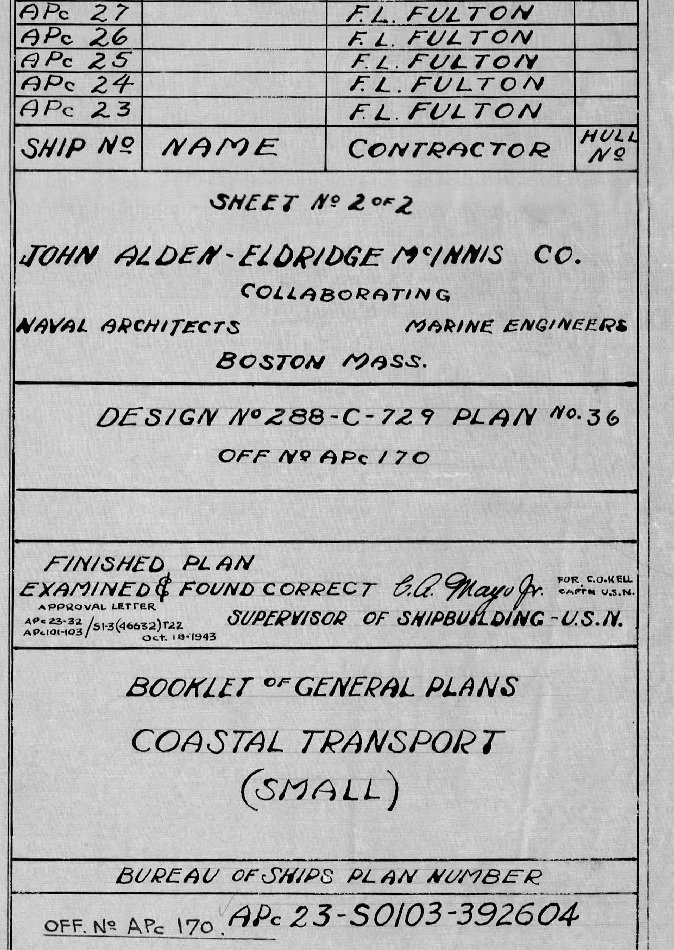 APc 27 F.L. FULTON
APc 26 F.L. FULTON
APc 25 F.L. FULTON
APc 24 F.L. FULTON
APc 23 F.L. FULTON
SHIP Nº NAME CONTRACTOR HULL Nº
SHEET Nº 2 OF 2
JOHN ALDEN-ELDRIDGE McINNIS CO.
COLLABORATING
NAVAL ARCHITECTS MARINE ENGINEERS
BOSTON MASS.
DESIGN Nº 288-C-729 PLAN NO. 36
OFF Nº APc 170
FINISHED PLAN
EXAMINED & FOUND CORRECT C.A. Mayo Jr. FOR C.O.KELL CAPTN U.S.N.
APPROVAL LETTER
APc 23-32
APc101-103 /S1-3(46632)T22
Oct. 18-1943
SUPERVISOR OF SHIPBUILDING-U.S.N.
BOOKLET OF GENERAL PLANS
COASTAL TRANSPORT
(SMALL)
BUREAU OF SHIPS PLAN NUMBER
OFF. Nº APc 170. APc 23-S0103-392604